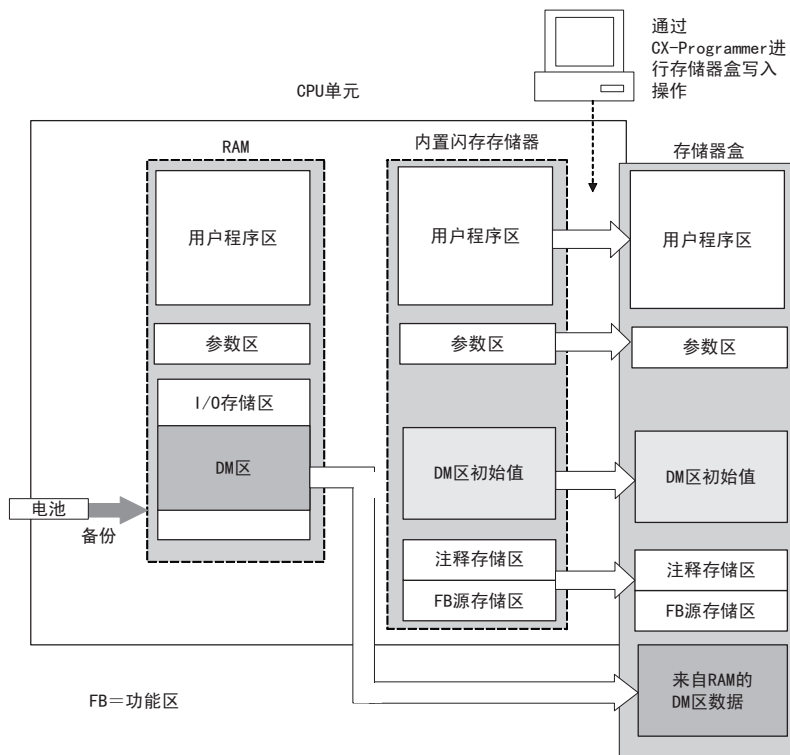 通过
CX-Programmer进
行存储器盒写入
操作
CPU单元
RAM
内置闪存存储器
存储器盒
用户程序区
用户程序区
用户程序区
参数区
参数区
参数区
I/O存储区
DM区
DM区初始值
DM区初始值
电池
备份
注释存储区
注释存储区
FB源存储区
FB源存储区
来自RAM的
DM区数据
FB＝功能区